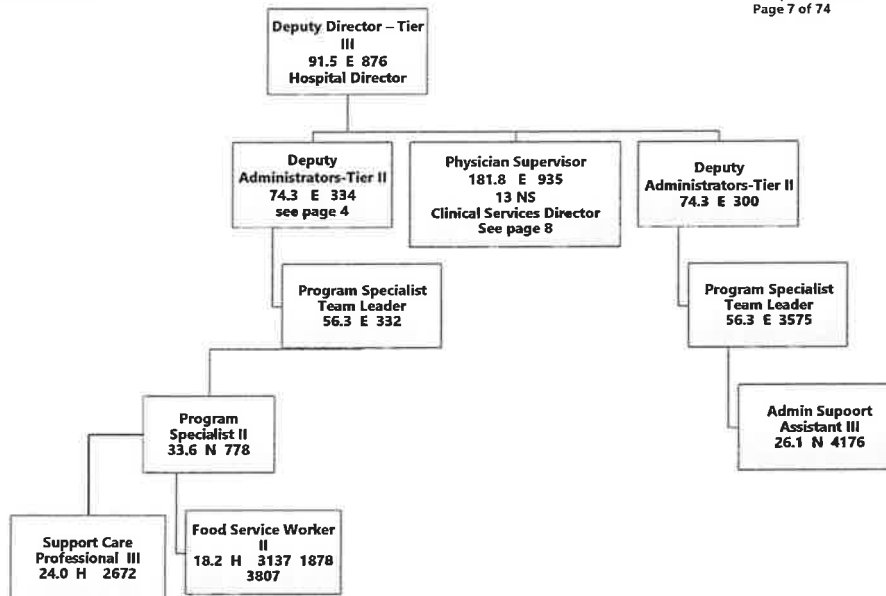 Page 7 of 74
Deputy Director – Tier
III
91.5 E 876
Hospital Director
Deputy
Administrators-Tier II
74.3 E 334
see page 4
Physician Supervisor
181.8 E 935
13 NS
Clinical Services Director
See page 8
Deputy
Administrators-Tier II
74.3 E 300
Program Specialist
Team Leader
56.3 E 332
Program Specialist
Team Leader
56.3 E 3575
Program
Specialist II
33.6 N 778
Admin Supoort
Assistant III
26.1 N 4176
Support Care
Professional III
24.0 H 2672
Food Service Worker
II
18.2 H 3137 1878
3807